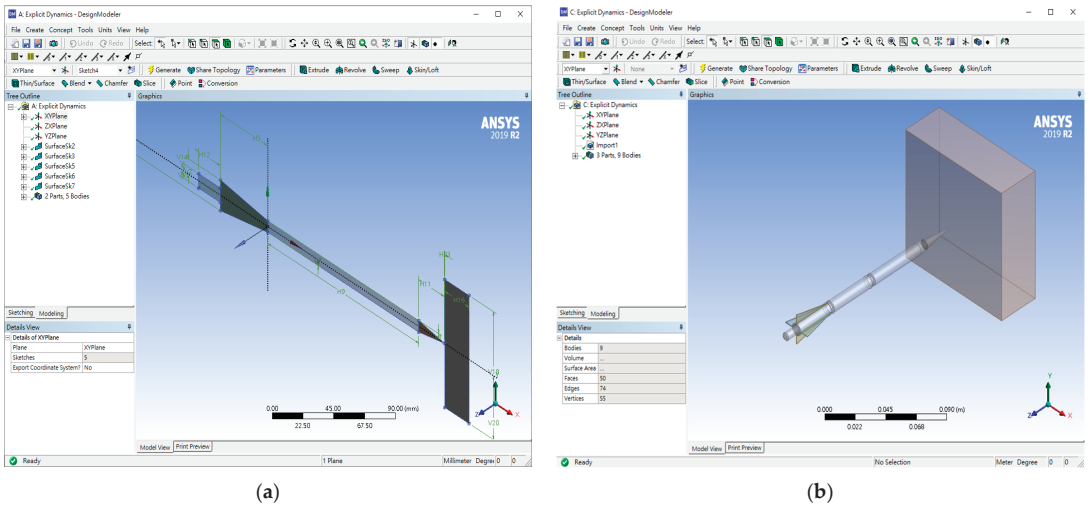 A: Explicit Dynamics - DesignModeler
File Create Concept Tools Units View Help
Undo Redo Select:
XYPlane Sketch4 Generate Share Topology Parameters Extrude Revolve Sweep Skin/Loft
Thin/Surface Blend Chamfer Slice Point Conversion
Tree Outline
A: Explicit Dynamics
XYPlane
ZXPlane
YZPlane
SurfaceSk2
SurfaceSk3
SurfaceSk5
SurfaceSk6
SurfaceSk7
2 Parts, 5 Bodies
Sketching Modeling
Details View
Details of XYPlane
Plane XYPlane
Sketches 5
Export Coordinate System? No
Graphics
ANSYS
2019 R2
H5
H12
H9
H11
H16
V18
V20
0.00 45.00 90.00 (mm)
22.50 67.50
Z X
Model View Print Preview
Ready 1 Plane Millimeter Degree 0 0
(a)
C: Explicit Dynamics - DesignModeler
File Create Concept Tools Units View Help
Undo Redo Select:
XYPlane None Generate Share Topology Parameters Extrude Revolve Sweep Skin/Loft
Thin/Surface Blend Chamfer Slice Point Conversion
Tree Outline
C: Explicit Dynamics
XYPlane
ZXPlane
YZPlane
Import1
3 Parts, 9 Bodies
Sketching Modeling
Details View
Details
Bodies 9
Volume ...
Surface Area ...
Faces 50
Edges 74
Vertices 55
Graphics
ANSYS
2019 R2
0.000 0.045 0.090 (m)
0.022 0.068
Y
Z X
Model View Print Preview
Ready No Selection Meter Degree 0 0
(b)